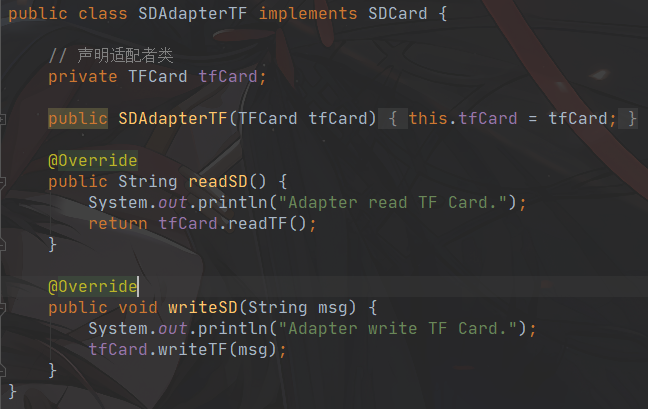 public class SDAdapterTF implements SDCard {
// 声明适配者类
private TFCard tfCard;
public SDAdapterTF(TFCard tfCard) { this.tfCard = tfCard; }
@Override
public String readSD() {
System.out.println("Adapter read TF Card.");
return tfCard.readTF();
}
@Override
public void writeSD(String msg) {
System.out.println("Adapter write TF Card.");
tfCard.writeTF(msg);
}
}